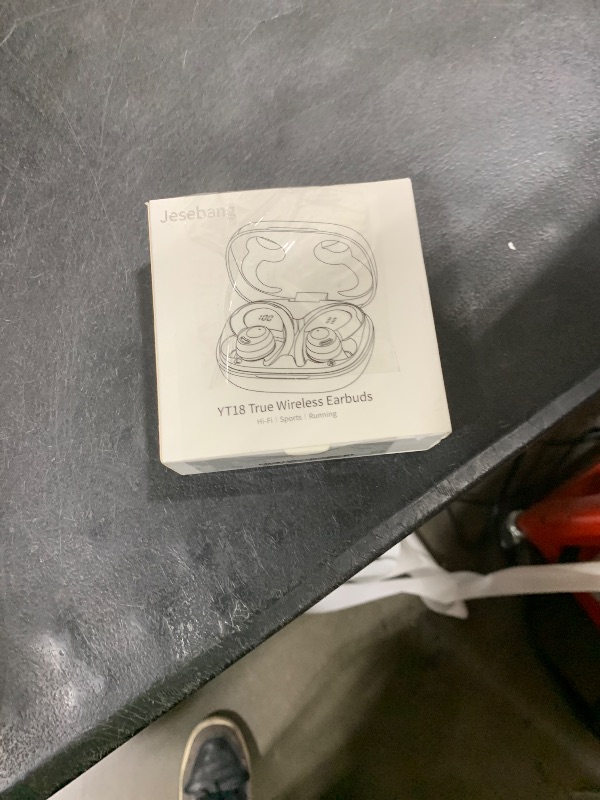 Jesebang
YT18 True Wireless Earbuds
Hi-Fi | Sports | Running